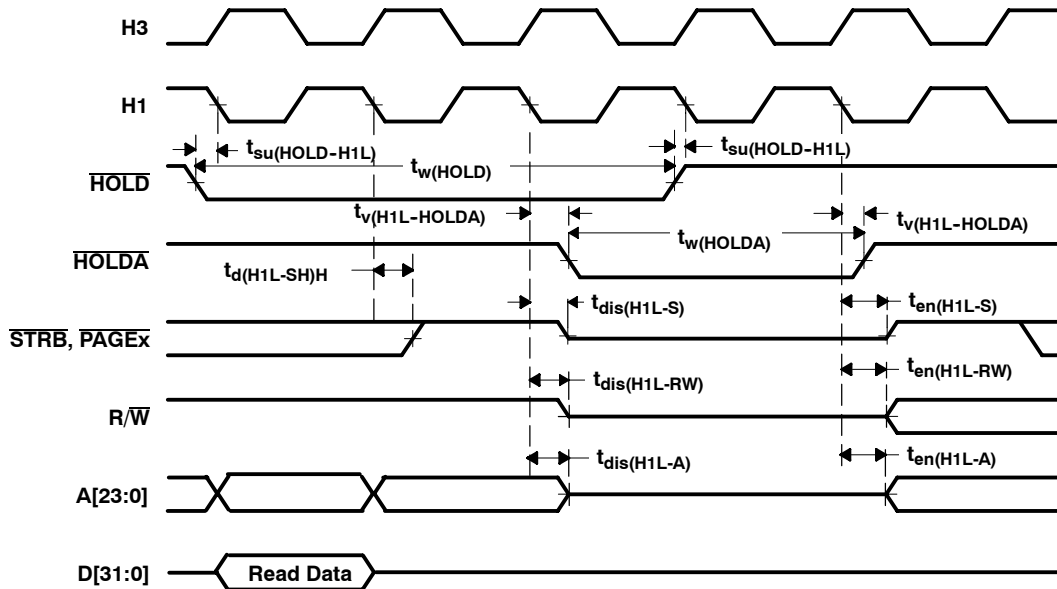 H3
H1
tsu(HOLD-H1L)
tsu(HOLD-H1L)
tw(HOLD)
HOLD
tv(H1L-HOLDA)
tv(H1L-HOLDA)
tw(HOLDA)
HOLDA
td(H1L-SH)H
tdis(H1L-S)
ten(H1L-S)
STRB, PAGEx
tdis(H1L-RW)
ten(H1L-RW)
R/W
tdis(H1L-A)
ten(H1L-A)
A[23:0]
D[31:0]
Read Data